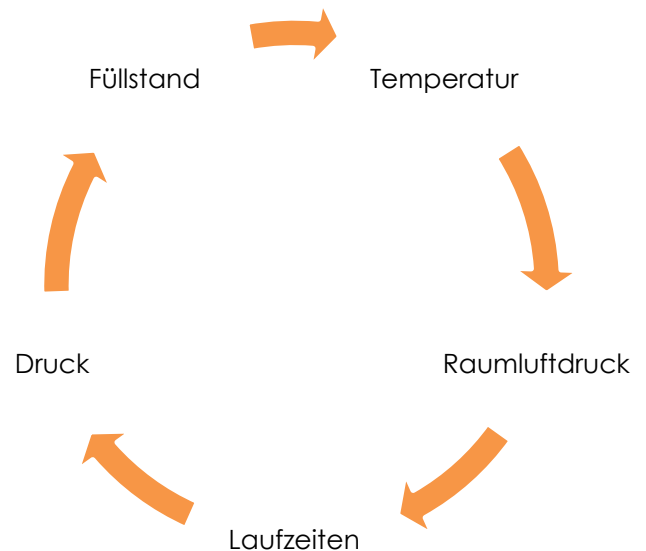 Füllstand
Temperatur
Raumluftdruck
Laufzeiten
Druck